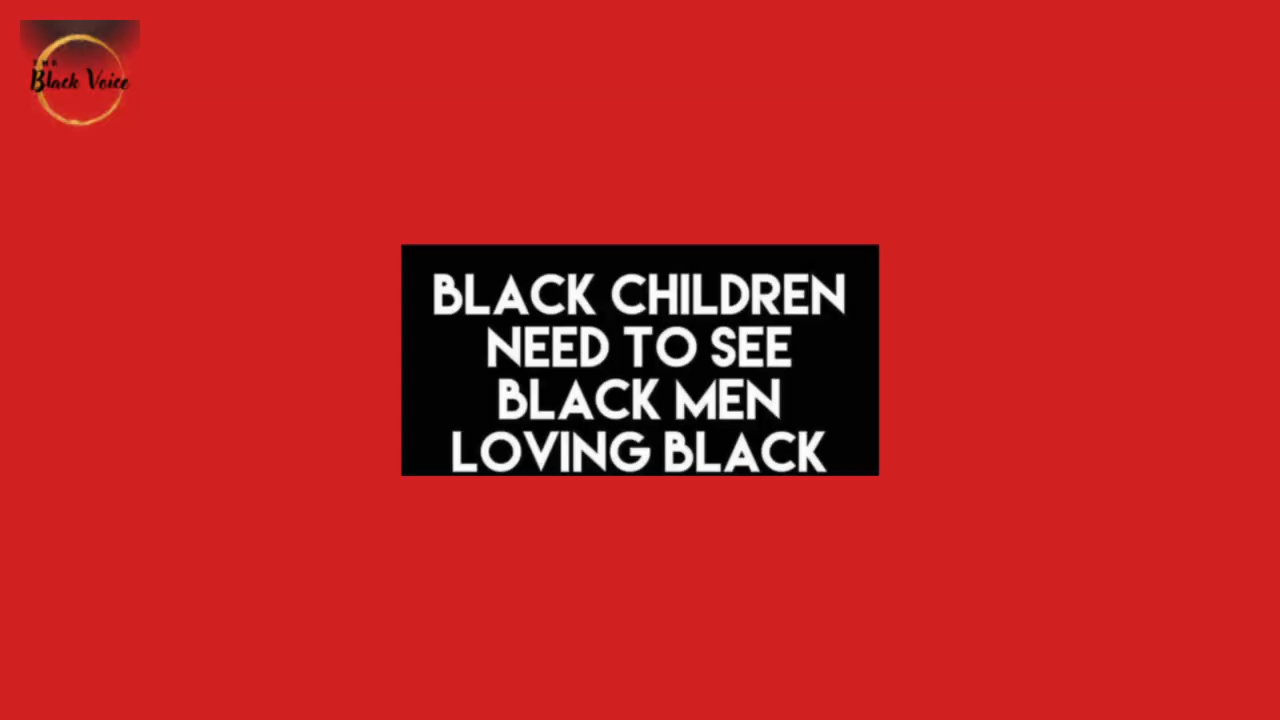 THE
Black Voice
BLACK CHILDREN
NEED TO SEE
BLACK MEN
LOVING BLACK